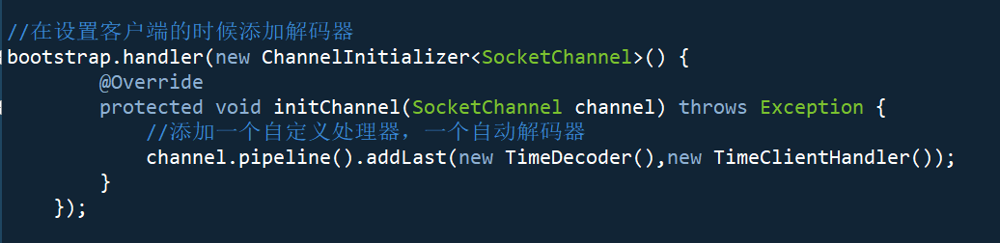 //在设置客户端的时候添加解码器
bootstrap.handler(new ChannelInitializer<SocketChannel>() {
@Override
protected void initChannel(SocketChannel channel) throws Exception {
//添加一个自定义处理器，一个自动解码器
channel.pipeline().addLast(new TimeDecoder(),new TimeClientHandler());
}
});